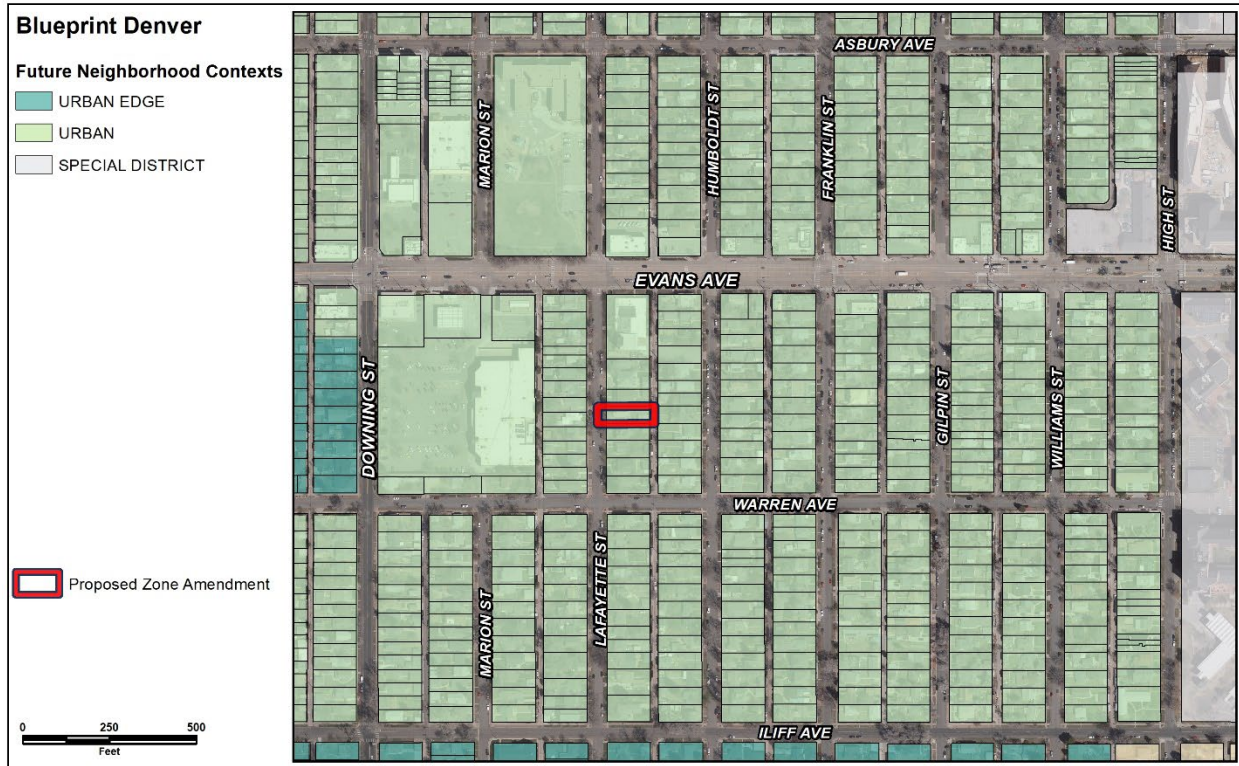 Blueprint Denver
Future Neighborhood Contexts
URBAN EDGE
URBAN
SPECIAL DISTRICT
Proposed Zone Amendment
0 250 500
Feet
ASBURY AVE
MARION ST
HUMBOLDT ST
FRANKLIN ST
HIGH ST
EVANS AVE
DOWNING ST
GILPIN ST
WILLIAMS ST
WARREN AVE
MARION ST
LAFAYETTE ST
ILIFF AVE